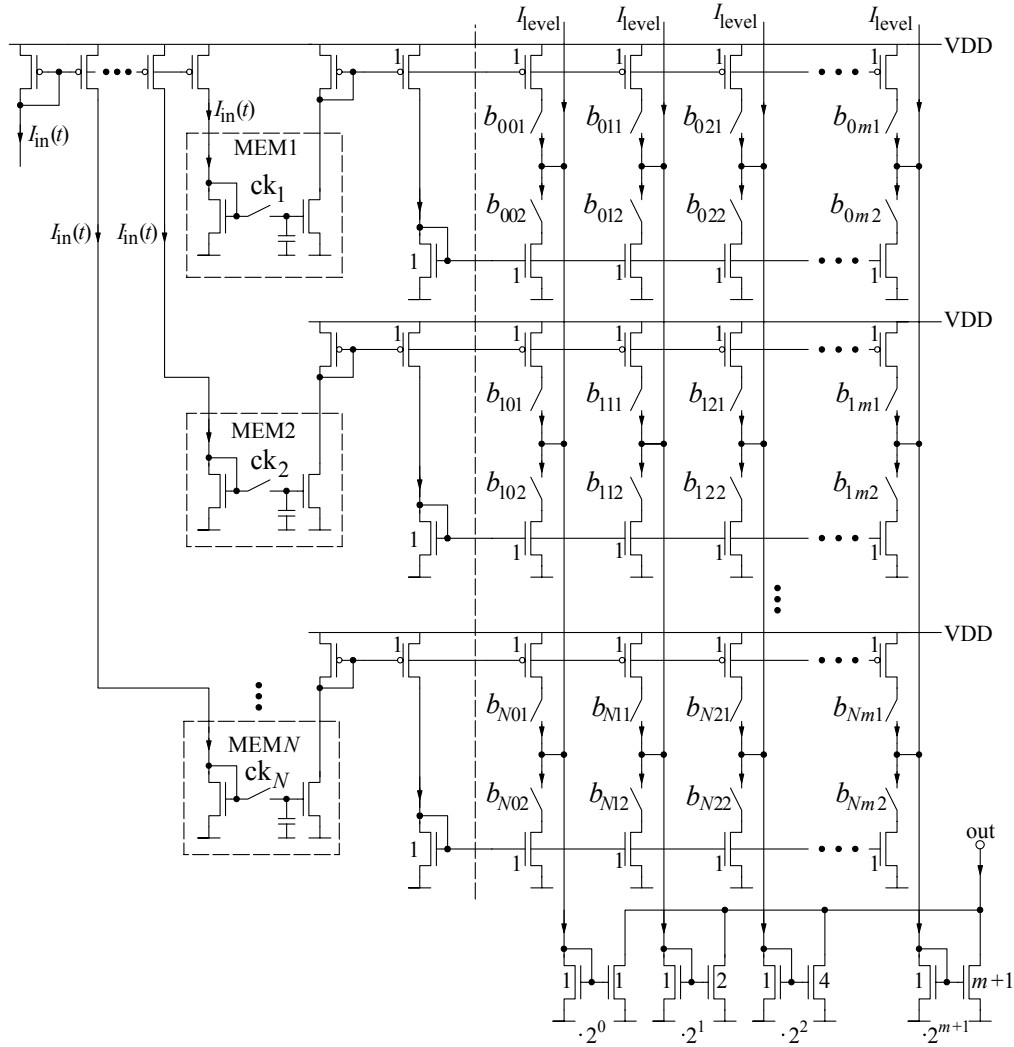 I_level I_level I_level I_level
VDD
1 1 1 1 1
I_in(t) I_in(t)
b_001 b_011 b_021 b_0m1
MEM1
ck_1
I_in(t) I_in(t)
b_002 b_012 b_022 b_0m2
1 1 1 1 1
VDD
1 1 1 1 1
b_101 b_111 b_121 b_1m1
MEM2
ck_2
b_102 b_112 b_122 b_1m2
1 1 1 1 1
VDD
1 1 1 1 1
b_N01 b_N11 b_N21 b_Nm1
MEMN
ck_N
b_N02 b_N12 b_N22 b_Nm2
1 1 1 1 1
out
1 1 1 2 1 4 1 m+1
·2^0 ·2^1 ·2^2 ·2^{m+1}